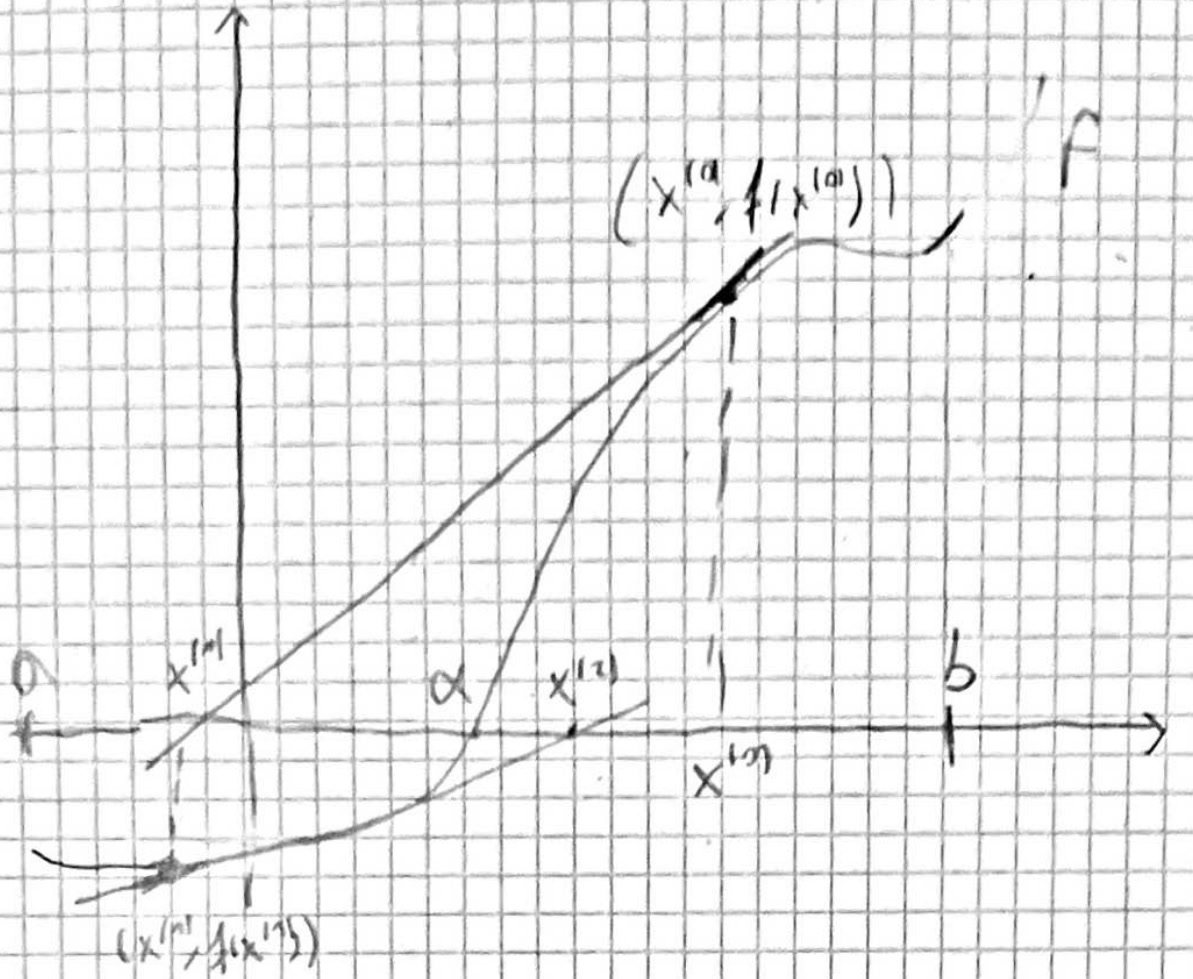 f
(x⁽⁰⁾, f(x⁽⁰⁾))
a
x⁽¹⁾
α
x⁽²⁾
b
x⁽⁰⁾
(x⁽¹⁾, f(x⁽¹⁾))